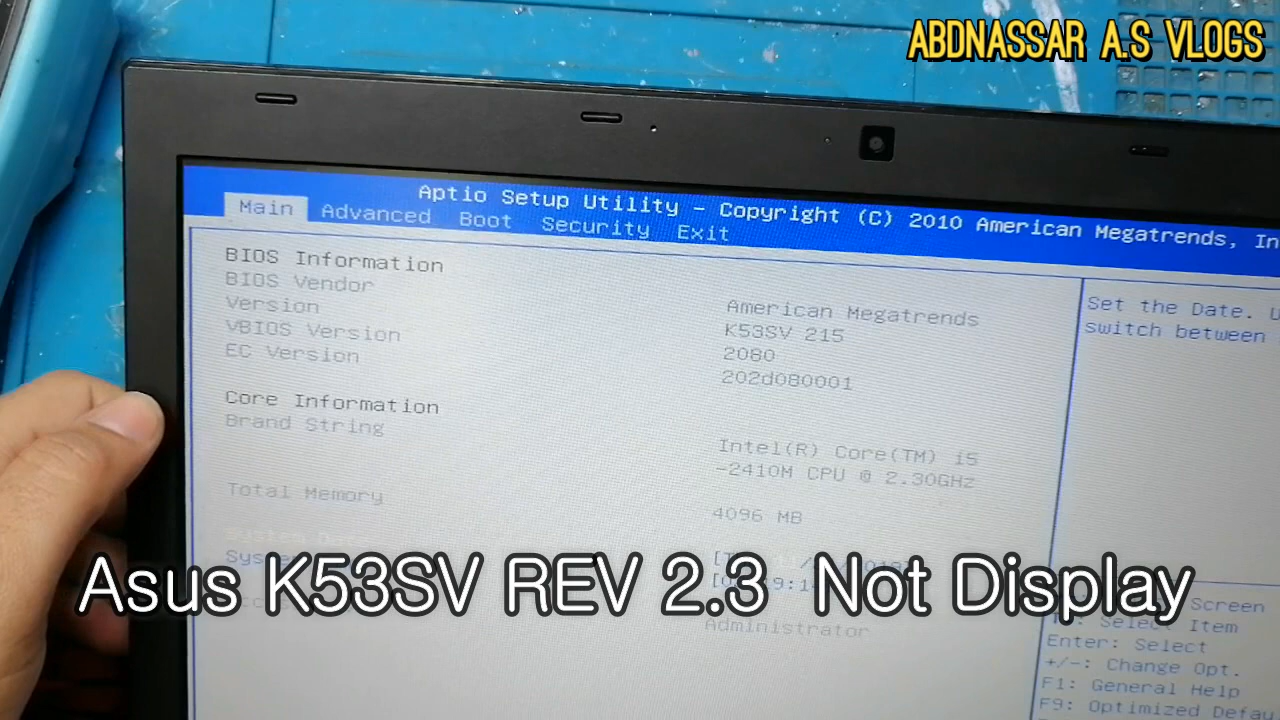 ABDNASSAR A.S VLOGS
Aptio Setup Utility - Copyright (C) 2010 American Megatrends,
Main Advanced Boot Security Exit
BIOS Information
BIOS Vendor American Megatrends
Version K53SV 215
VBIOS Version 2080
EC Version 202d080001
Core Information
Brand String Intel(R) Core(TM) i5
-2410M CPU @ 2.30GHz
Total Memory 4096 MB
Administrator
Set the Date.
switch between
Screen
Select Item
Enter: Select
+/-: Change Opt.
F1: General Help
F9: Optimized
Asus K53SV REV 2.3 Not Display